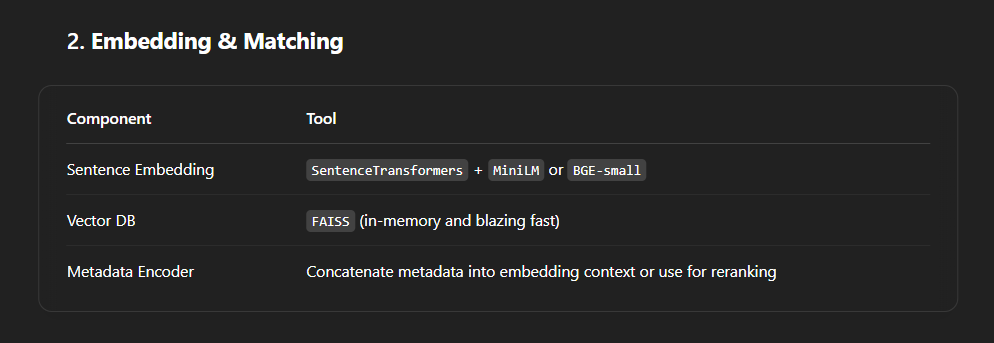 2. Embedding & Matching
Component Tool
Sentence Embedding SentenceTransformers + MiniLM or BGE-small
Vector DB FAISS (in-memory and blazing fast)
Metadata Encoder Concatenate metadata into embedding context or use for reranking